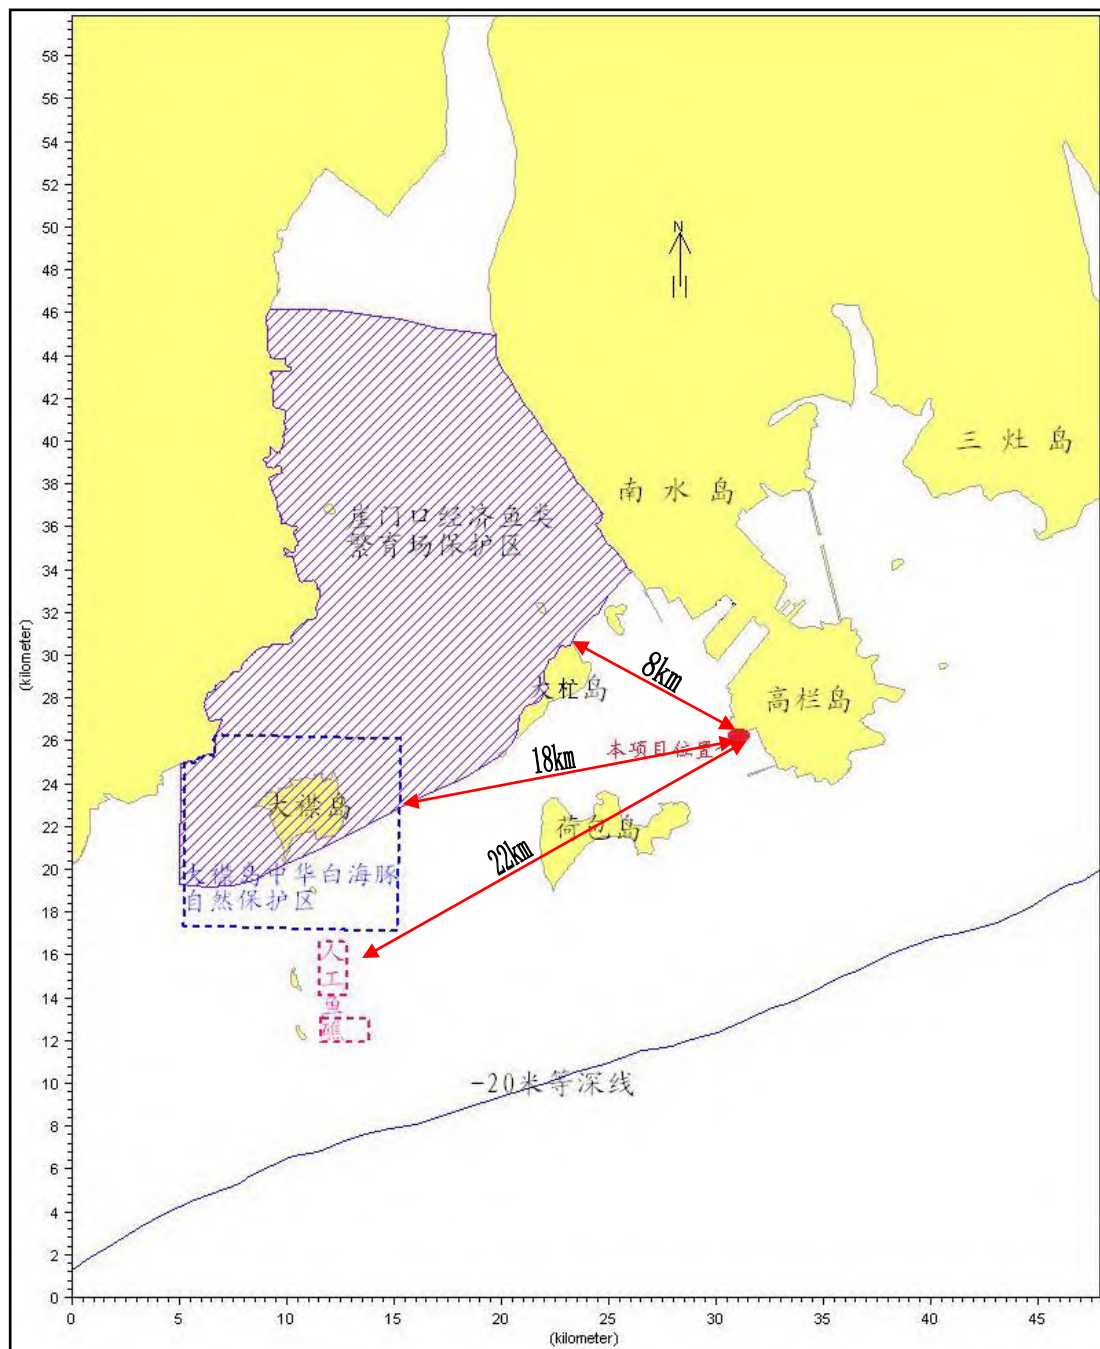 58
56
54
52
50
48
46
44
42
40
38
36
34
32
30
28
26
24
22
20
18
16
14
12
10
8
6
4
2
0
(kilometer)
N
三灶岛
南水岛
崖门口经济鱼类
繁育场保护区
8km
大杧岛
高栏岛
本项目位置
18km
大襟岛
荷包岛
22km
大襟岛中华白海豚
自然保护区
人
工
鱼
礁
-20米等深线
0
5
10
15
20
25
30
35
40
45
(kilometer)